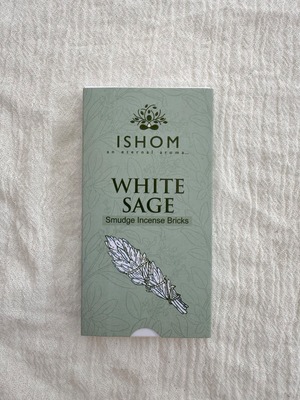 ISHOM
an eternal aroma...
WHITE
SAGE
Smudge Incense Bricks